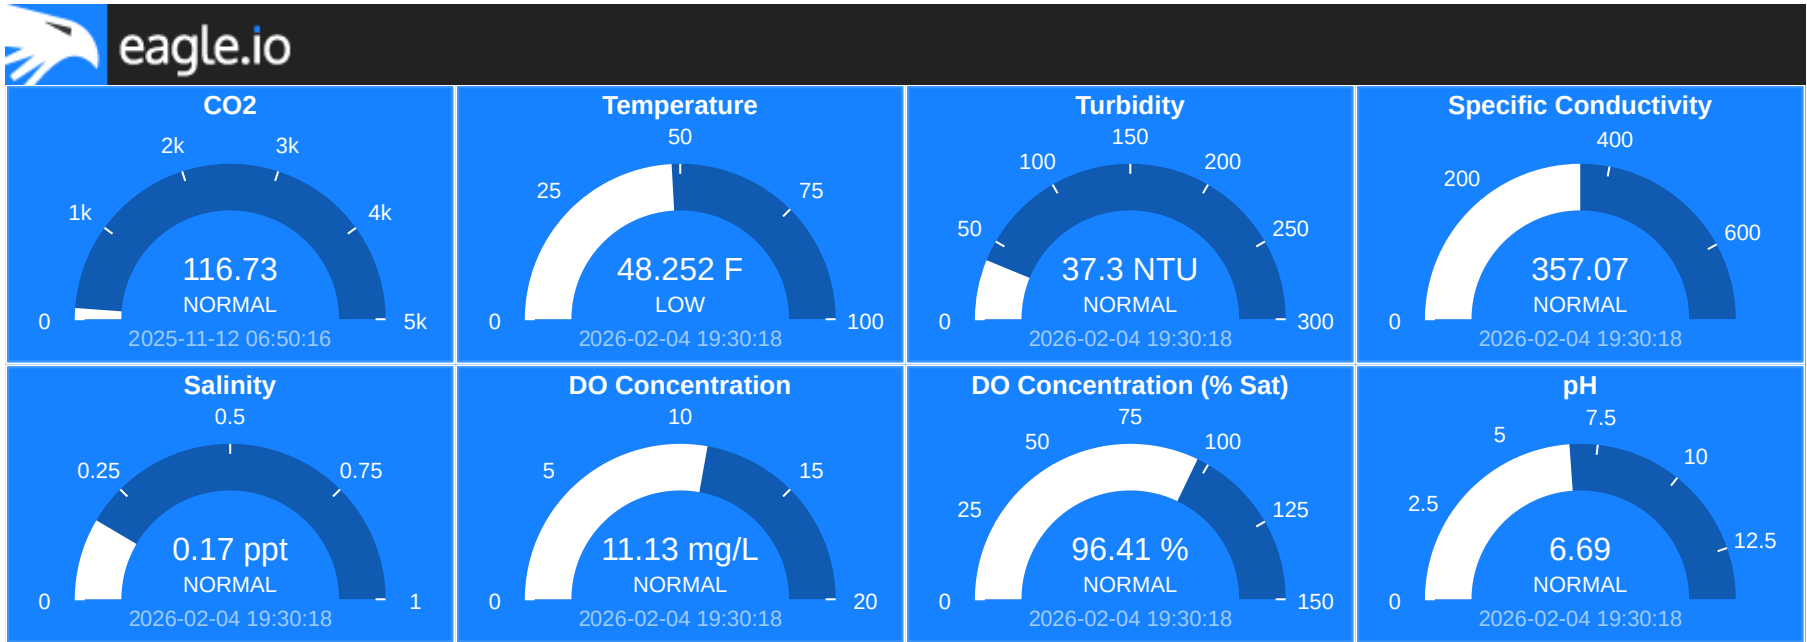 eagle.io
CO2
0
1k
2k
3k
4k
5k
116.73
NORMAL
2025-11-12 06:50:16
Temperature
0
25
50
75
100
48.252 F
LOW
2026-02-04 19:30:18
Turbidity
0
50
100
150
200
250
300
37.3 NTU
NORMAL
2026-02-04 19:30:18
Specific Conductivity
0
200
400
600
357.07
NORMAL
2026-02-04 19:30:18
Salinity
0
0.25
0.5
0.75
1
0.17 ppt
NORMAL
2026-02-04 19:30:18
DO Concentration
0
5
10
15
20
11.13 mg/L
NORMAL
2026-02-04 19:30:18
DO Concentration (% Sat)
0
25
50
75
100
125
150
96.41 %
NORMAL
2026-02-04 19:30:18
pH
0
2.5
5
7.5
10
12.5
6.69
NORMAL
2026-02-04 19:30:18